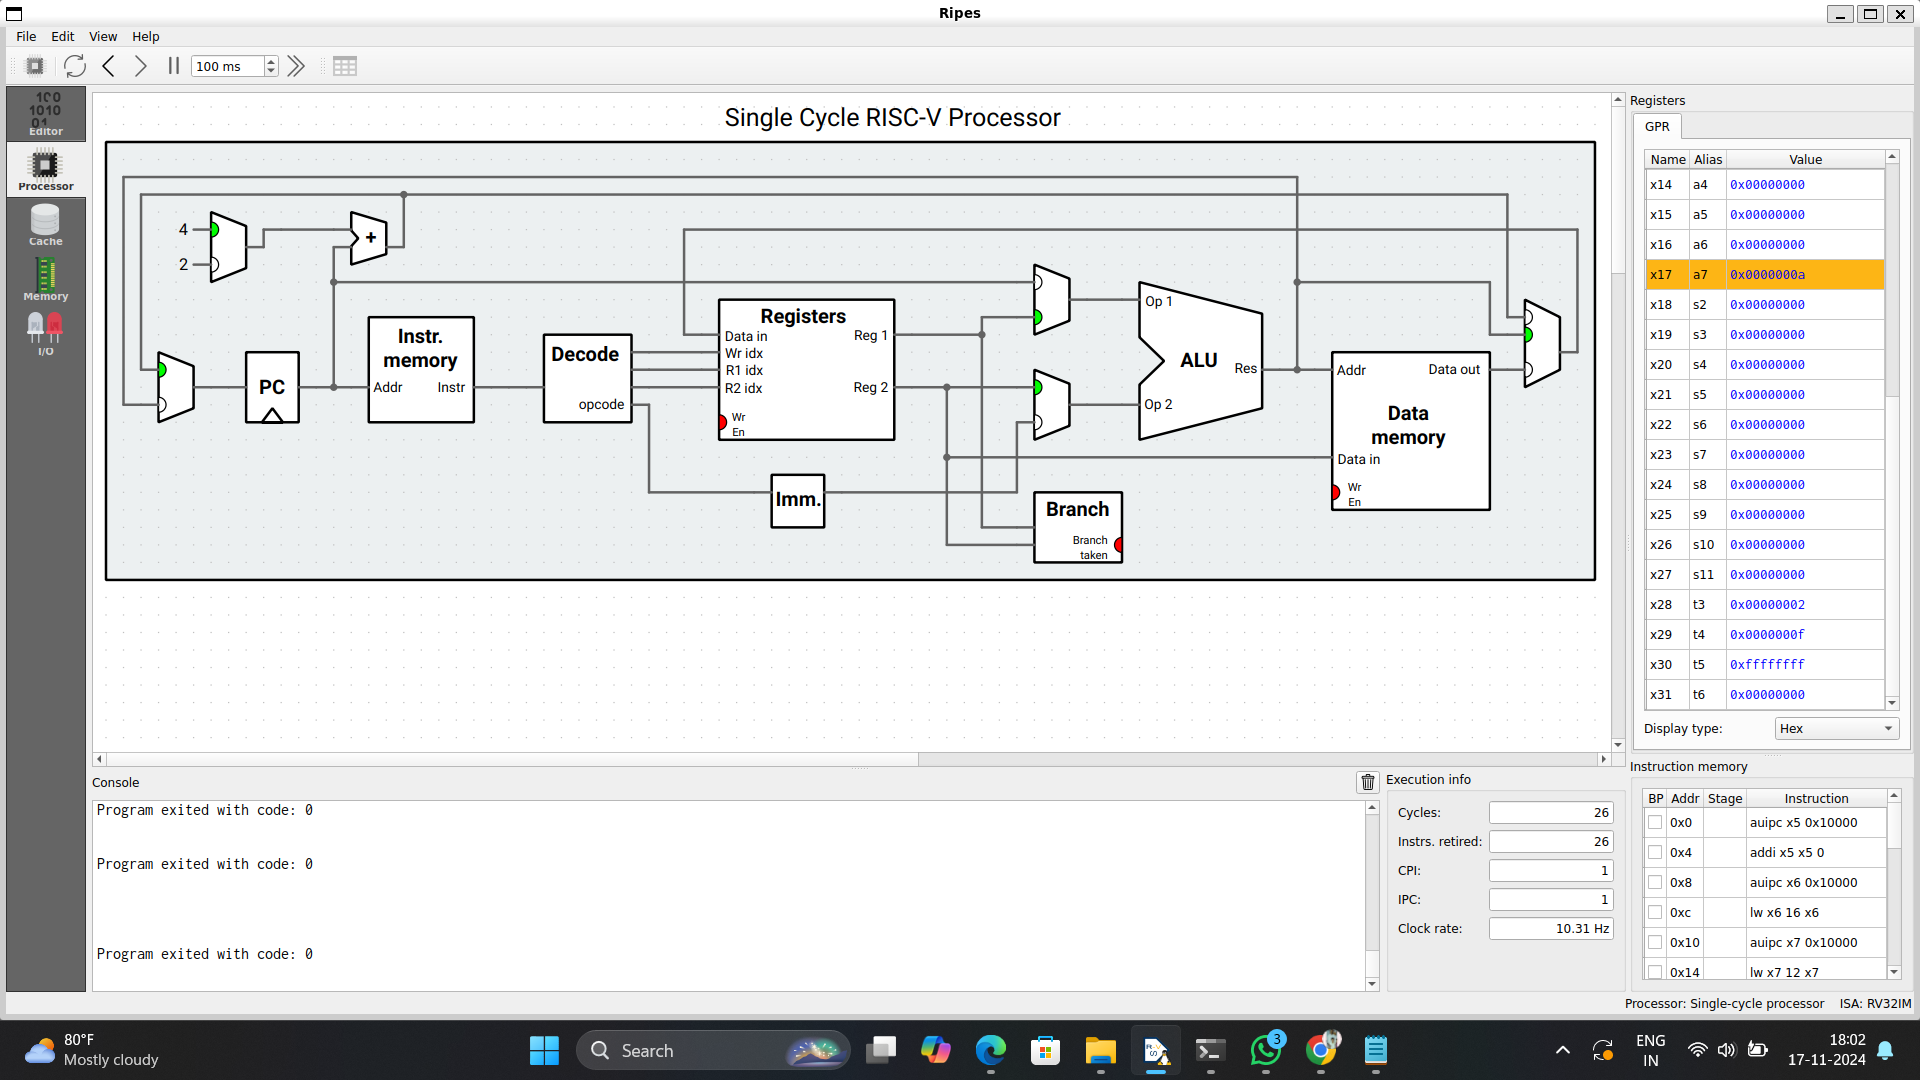 Ripes
File Edit View Help
100 ms
Editor
Processor
Cache
Memory
I/O
Single Cycle RISC-V Processor
4
2
+
PC
Instr. memory
Addr Instr
Decode
opcode
Registers
Data in Reg 1
Wr idx
R1 idx
R2 idx Reg 2
Wr
En
Imm.
Op 1
ALU
Res
Op 2
Branch
Branch
taken
Addr Data out
Data
memory
Data in
Wr
En
Registers
GPR
Name Alias Value
x14 a4 0x00000000
x15 a5 0x00000000
x16 a6 0x00000000
x17 a7 0x0000000a
x18 s2 0x00000000
x19 s3 0x00000000
x20 s4 0x00000000
x21 s5 0x00000000
x22 s6 0x00000000
x23 s7 0x00000000
x24 s8 0x00000000
x25 s9 0x00000000
x26 s10 0x00000000
x27 s11 0x00000000
x28 t3 0x00000002
x29 t4 0x0000000f
x30 t5 0xffffffff
x31 t6 0x00000000
Display type: Hex
Console
Program exited with code: 0
Program exited with code: 0
Program exited with code: 0
Execution info
Cycles: 26
Instrs. retired: 26
CPI: 1
IPC: 1
Clock rate: 10.31 Hz
Instruction memory
BP Addr Stage Instruction
0x0 auipc x5 0x10000
0x4 addi x5 x5 0
0x8 auipc x6 0x10000
0xc lw x6 16 x6
0x10 auipc x7 0x10000
0x14 lw x7 12 x7
Processor: Single-cycle processor ISA: RV32IM
80°F
Mostly cloudy
Search
3
ENG
IN
18:02
17-11-2024